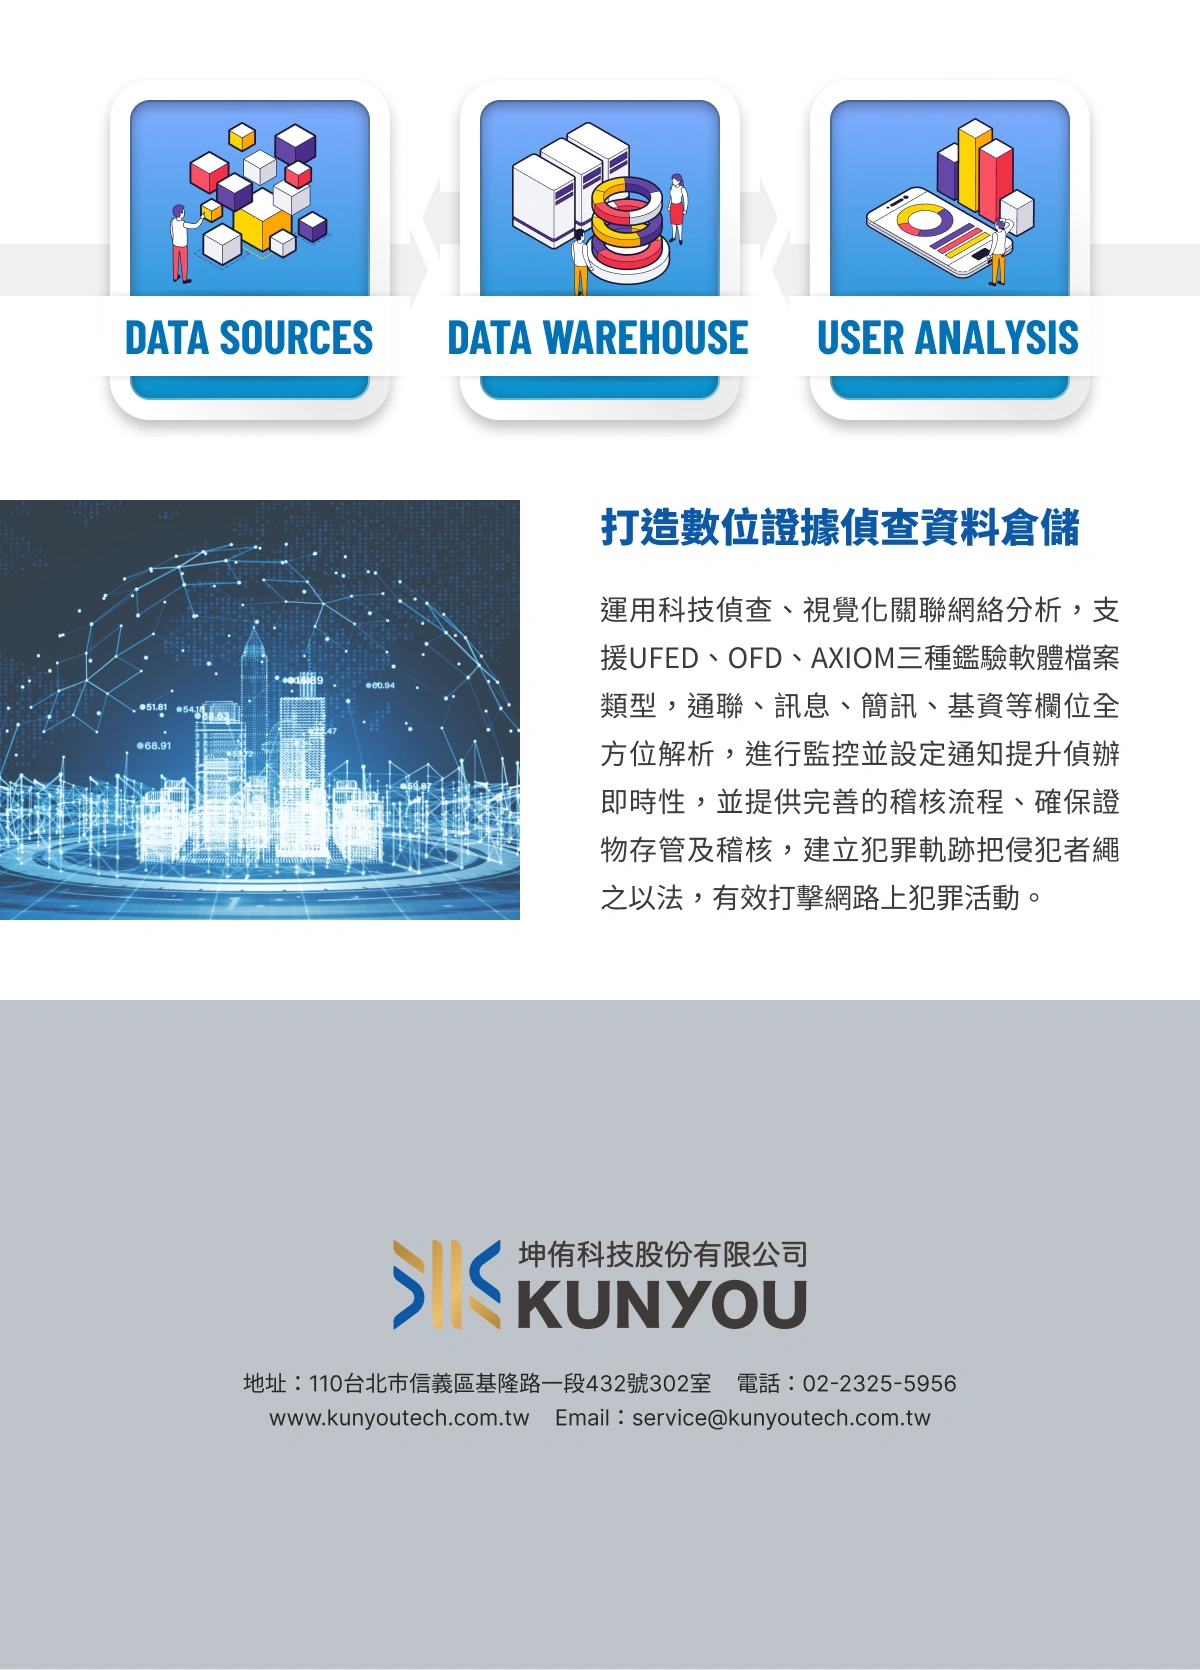 DATA SOURCES
DATA WAREHOUSE
USER ANALYSIS
打造數位證據偵查資料倉儲
運用科技偵查、視覺化關聯網絡分析，支
援UFED、OFD、AXIOM三種鑑驗軟體檔案
類型，通聯、訊息、簡訊、基資等欄位全
方位解析，進行監控並設定通知提升偵辦
即時性，並提供完善的稽核流程、確保證
物存管及稽核，建立犯罪軌跡把侵犯者繩
之以法，有效打擊網路上犯罪活動。
60.94
51.81
68.91
坤侑科技股份有限公司
KUNYOU
地址：110台北市信義區基隆路一段432號302室 電話：02-2325-5956
www.kunyoutech.com.tw Email：service@kunyoutech.com.tw